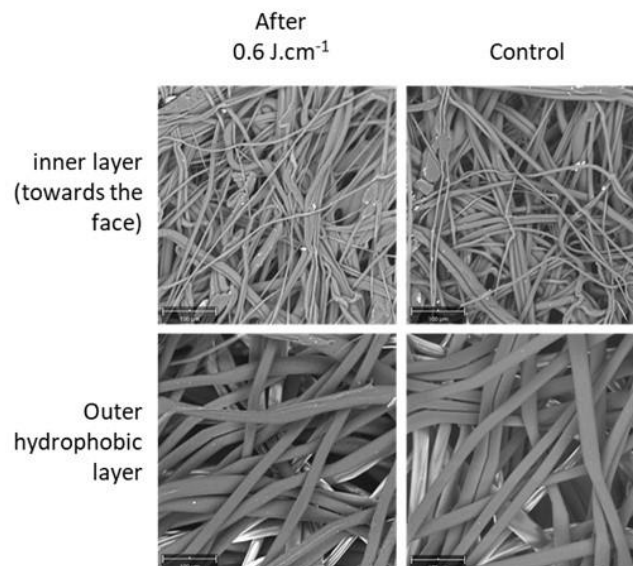 After
0.6 J.cm⁻¹
Control
inner layer
(towards the
face)
100 µm
100 µm
Outer
hydrophobic
layer